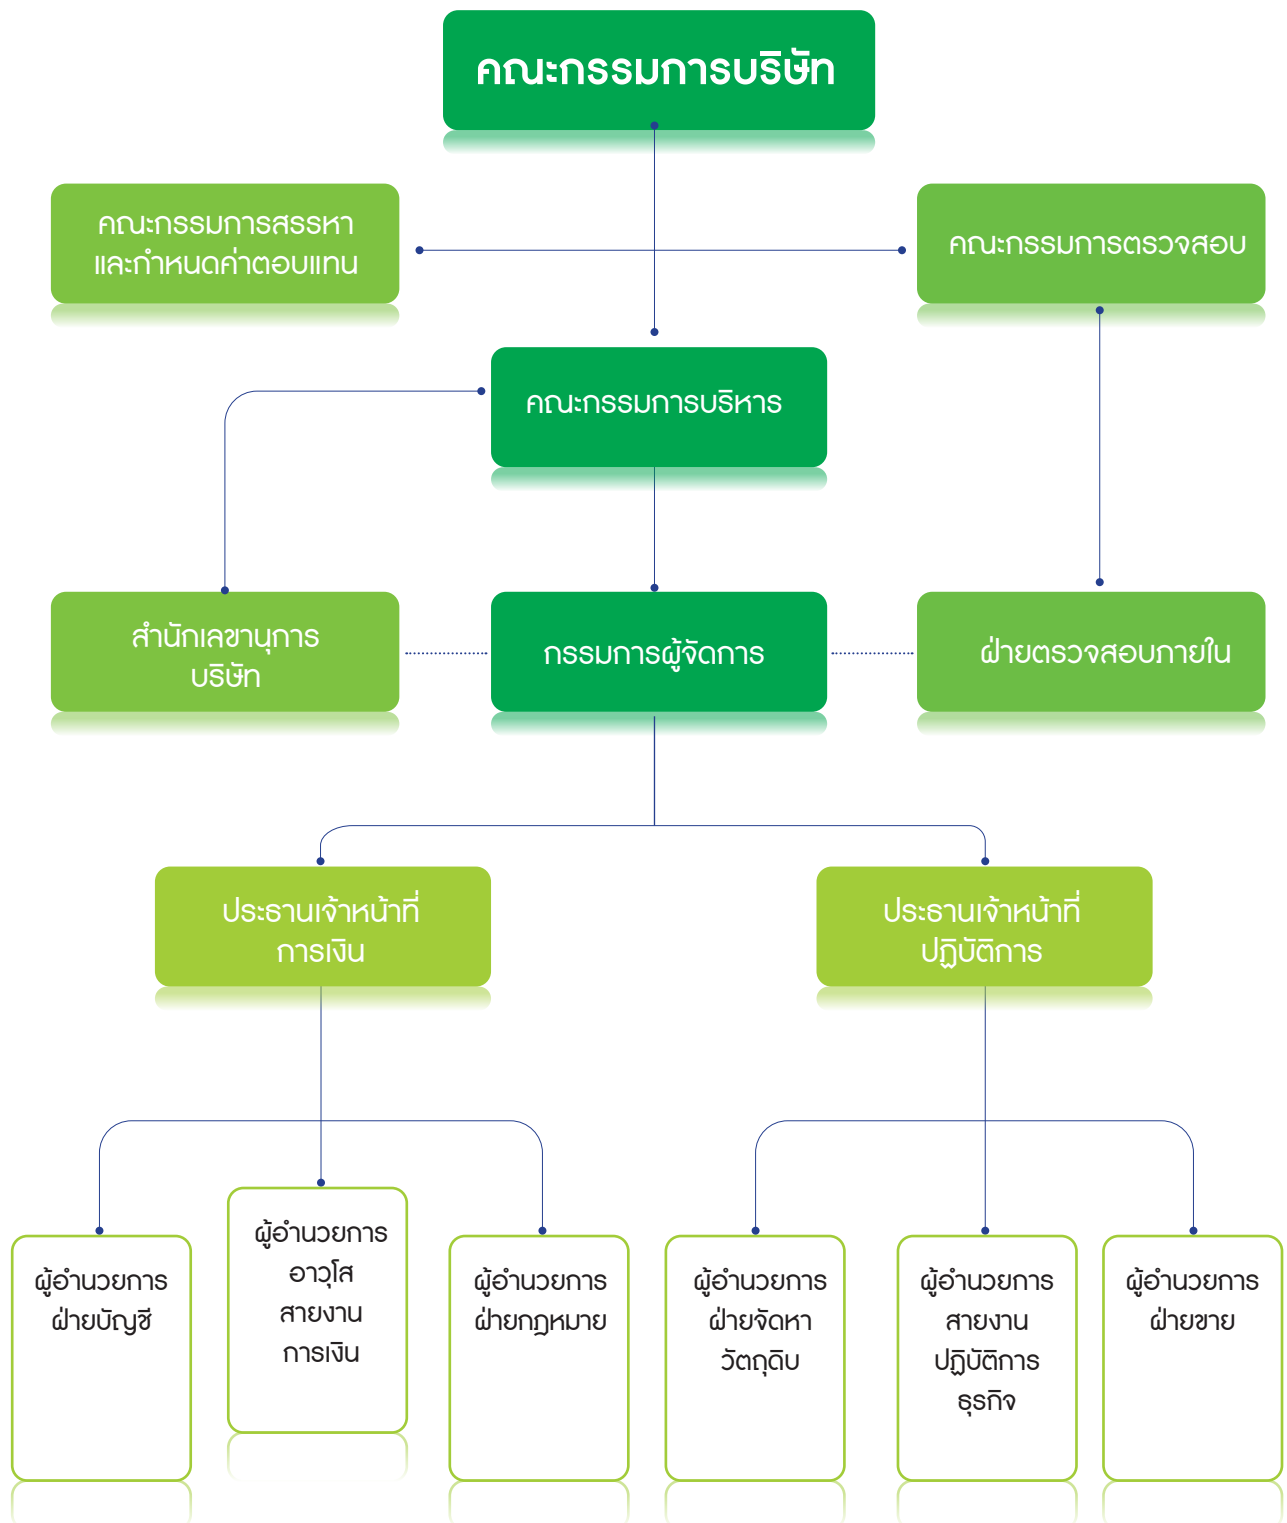 คณะกรรมการบริษัท
คณะกรรมการสรรหา
และกำหนดค่าตอบแทน
คณะกรรมการตรวจสอบ
คณะกรรมการบริหาร
สำนักเลขานุการ
บริษัท
กรรมการผู้จัดการ
ฝ่ายตรวจสอบภายใน
ประธานเจ้าหน้าที่
การเงิน
ประธานเจ้าหน้าที่
ปฏิบัติการ
ผู้อำนวยการ
ฝ่ายบัญชี
ผู้อำนวยการ
อาวุโส
สายงาน
การเงิน
ผู้อำนวยการ
ฝ่ายกฎหมาย
ผู้อำนวยการ
ฝ่ายจัดหา
วัตถุดิบ
ผู้อำนวยการ
สายงาน
ปฏิบัติการ
ธุรกิจ
ผู้อำนวยการ
ฝ่ายขาย